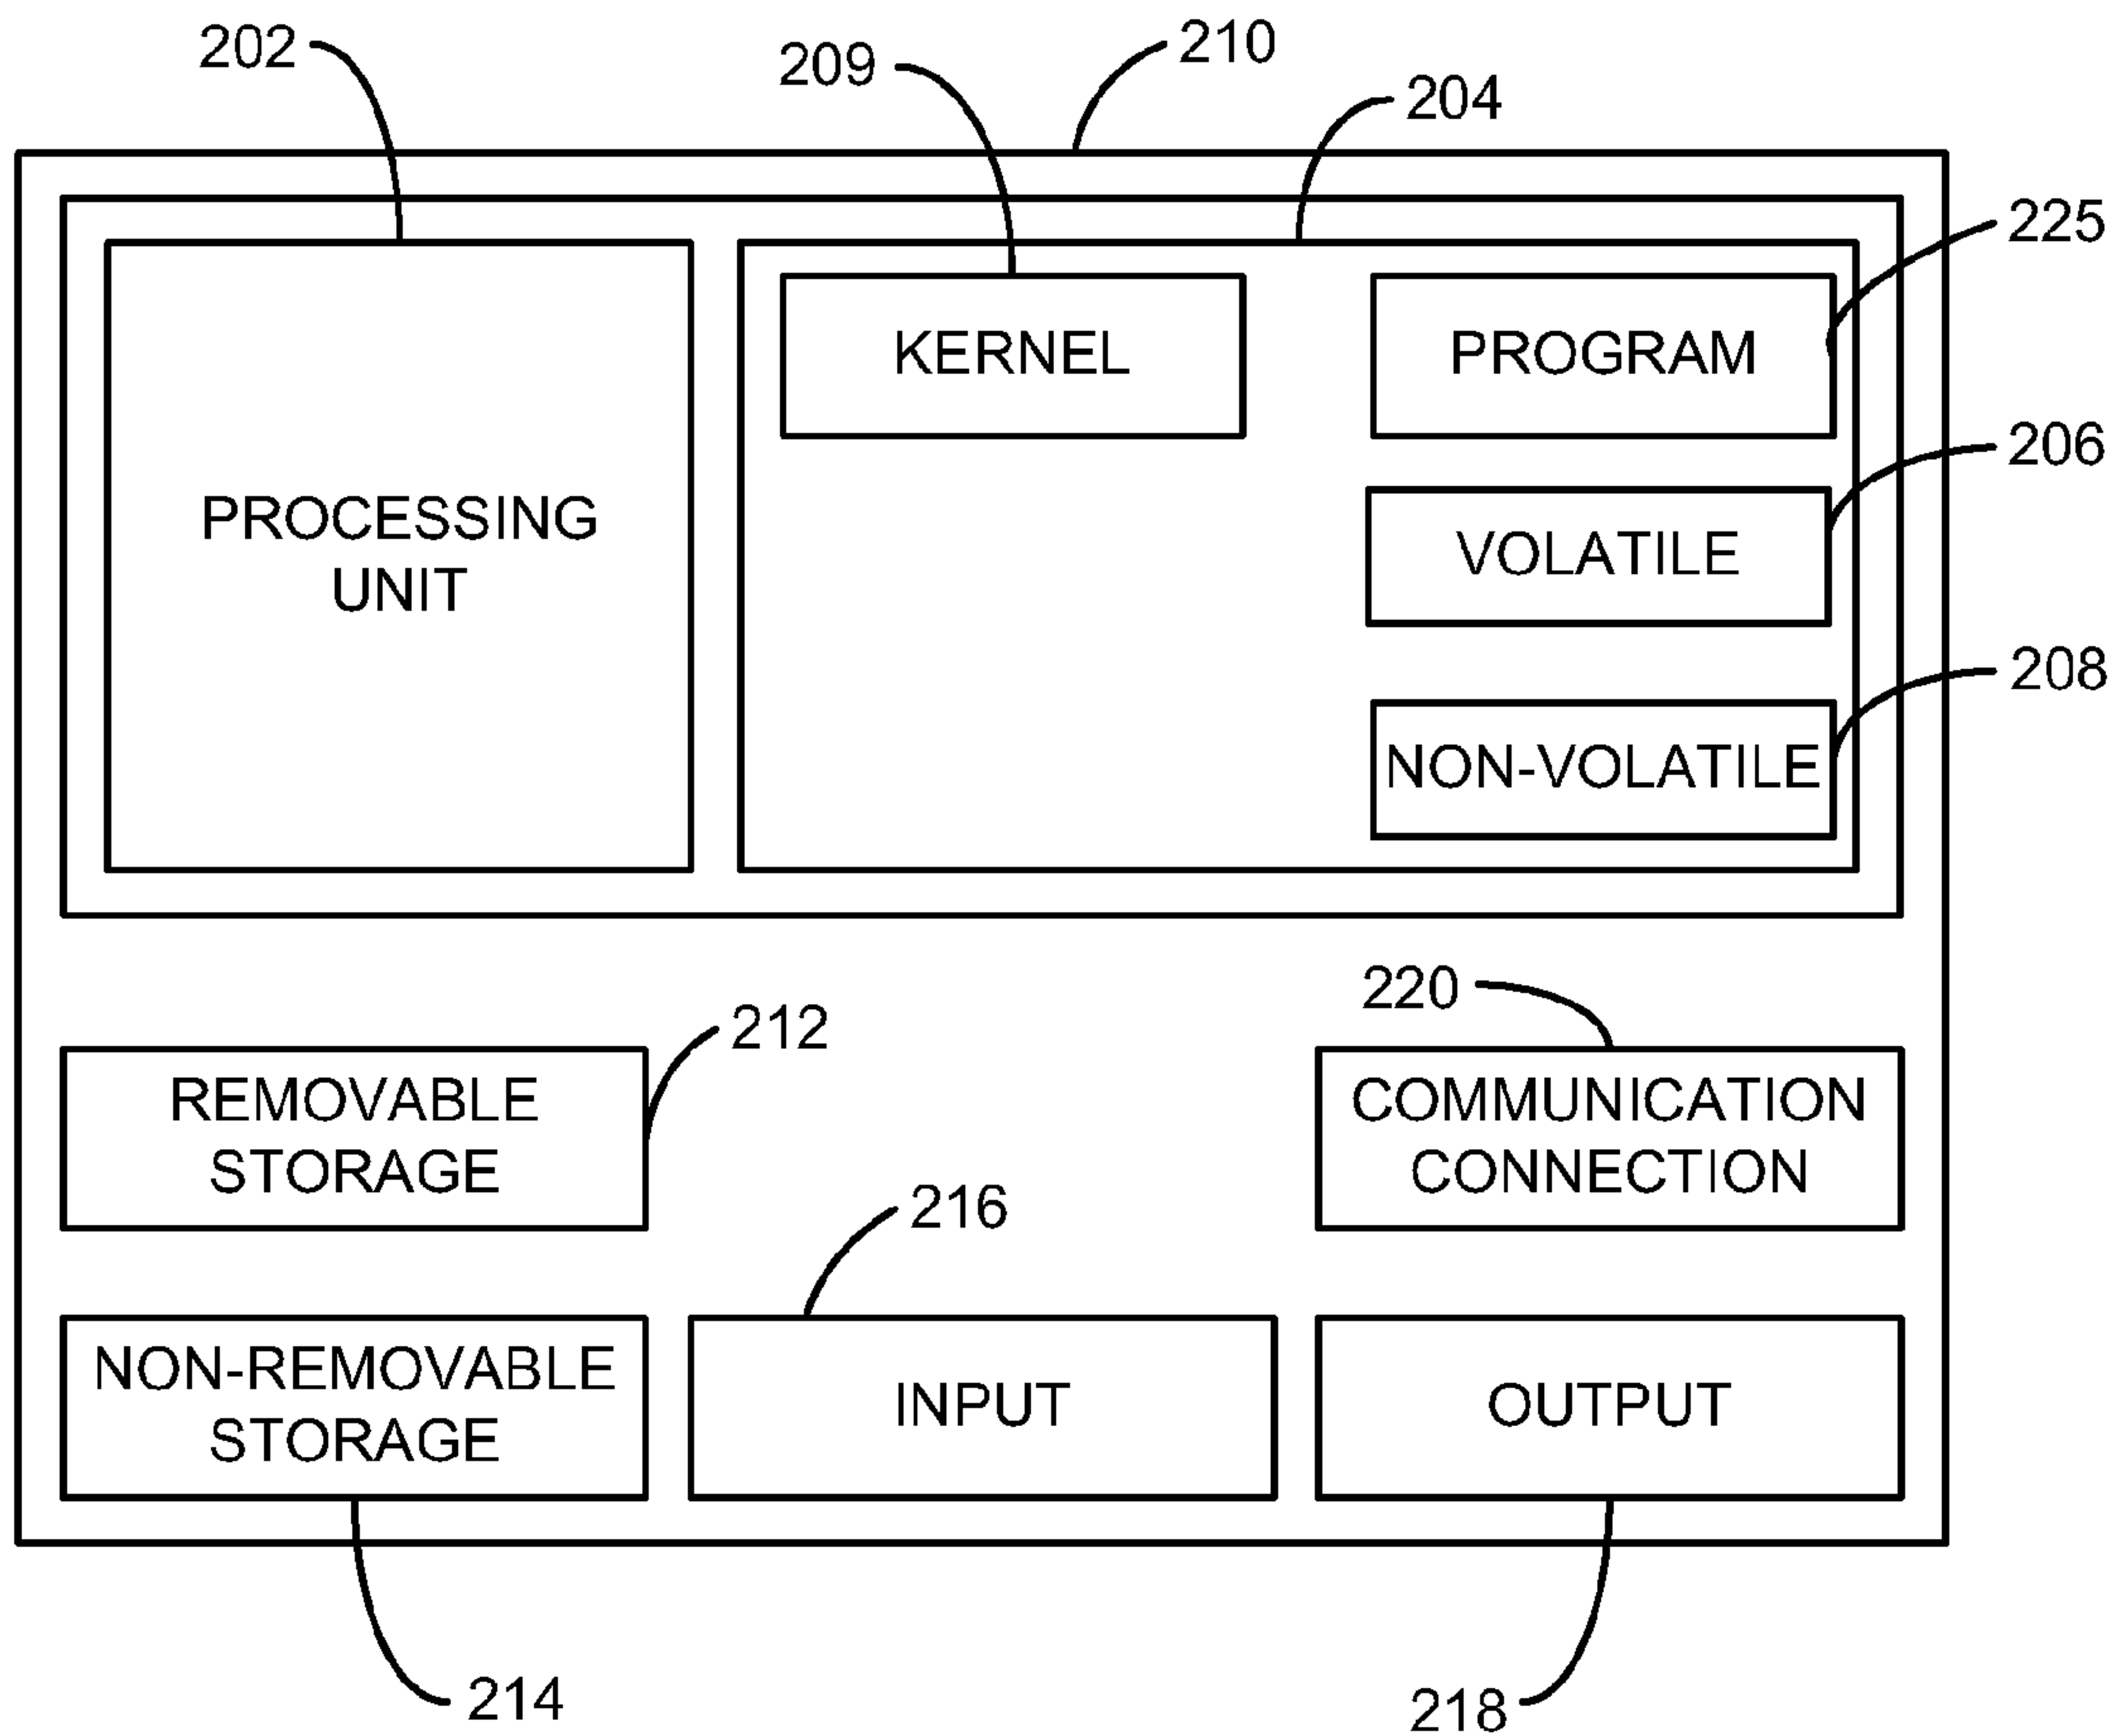 202
209
210
204
225
KERNEL
PROGRAM
206
PROCESSING
UNIT
VOLATILE
208
NON-VOLATILE
220
212
REMOVABLE
STORAGE
COMMUNICATION
CONNECTION
216
NON-REMOVABLE
STORAGE
INPUT
OUTPUT
214
218